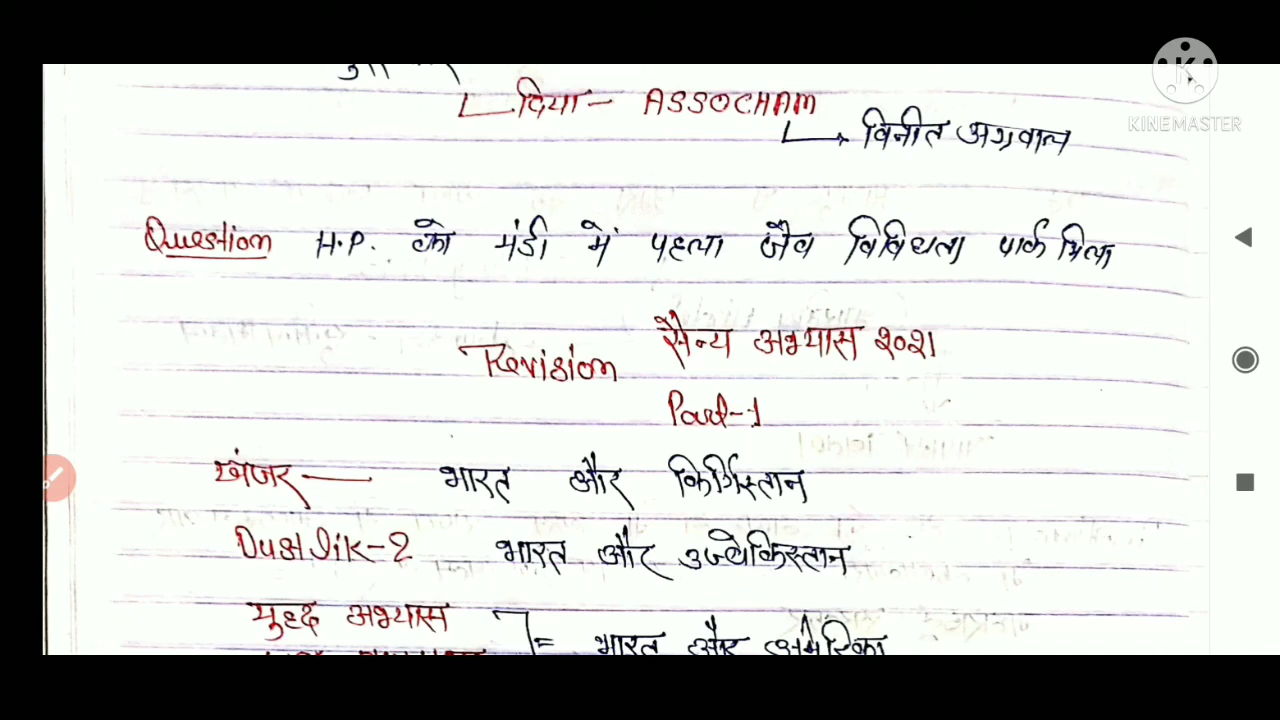 दिया - ASSOCHAM
विनीत अग्रवाल
KINEMASTER
Question H.P. को मंडी में पहला जैव विविधता पार्क मिला
सैन्य अभ्यास २०२१
Revision
Part-1
खंजर — भारत और किर्गिस्तान
Dustlik-2 भारत और उज्बेकिस्तान
युद्ध अभ्यास
= भारत और अमेरिका